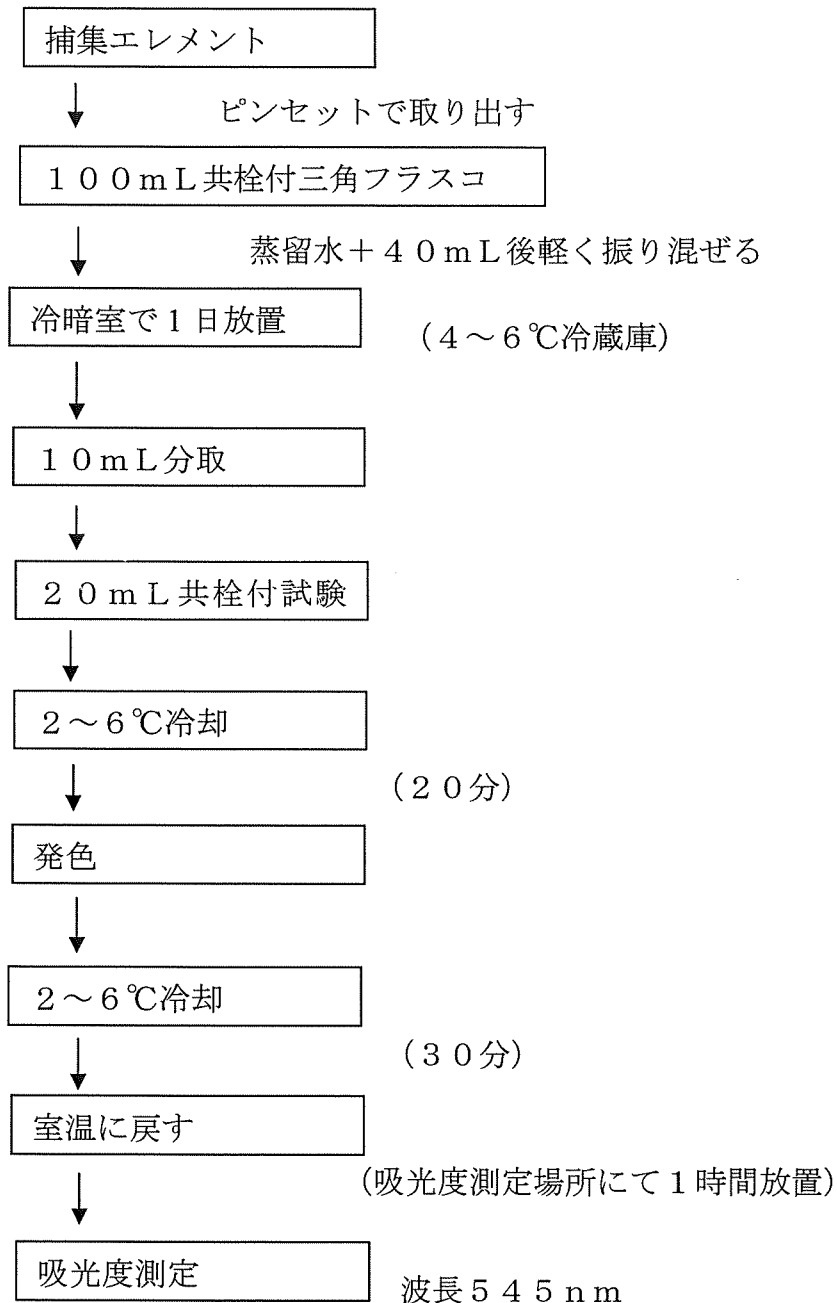 捕集エレメント
ピンセットで取り出す
１００ｍＬ共栓付三角フラスコ
蒸留水＋４０ｍＬ後軽く振り混ぜる
冷暗室で１日放置
（４～６℃冷蔵庫）
１０ｍＬ分取
２０ｍＬ共栓付試験
２～６℃冷却
（２０分）
発色
２～６℃冷却
（３０分）
室温に戻す
(吸光度測定場所にて１時間放置)
吸光度測定
波長５４５ｎｍ